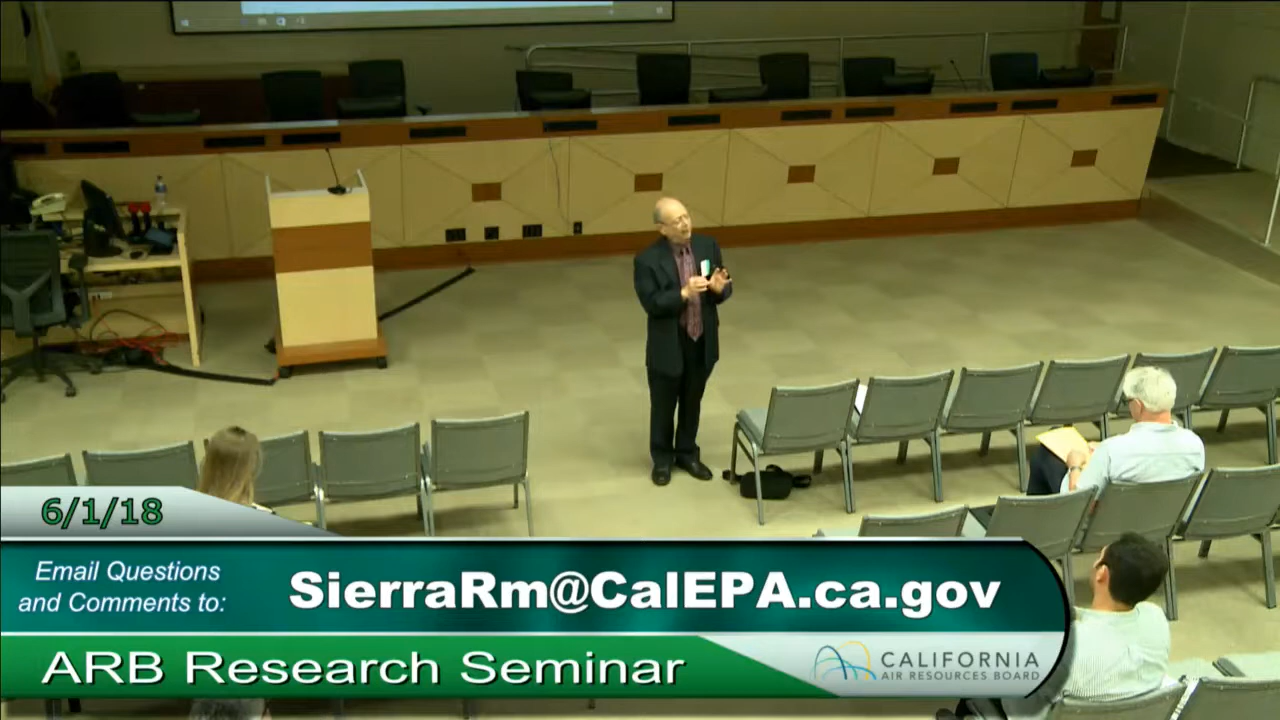 6/1/18
Email Questions
and Comments to:
SierraRm@CalEPA.ca.gov
ARB Research Seminar
CALIFORNIA
AIR RESOURCES BOARD